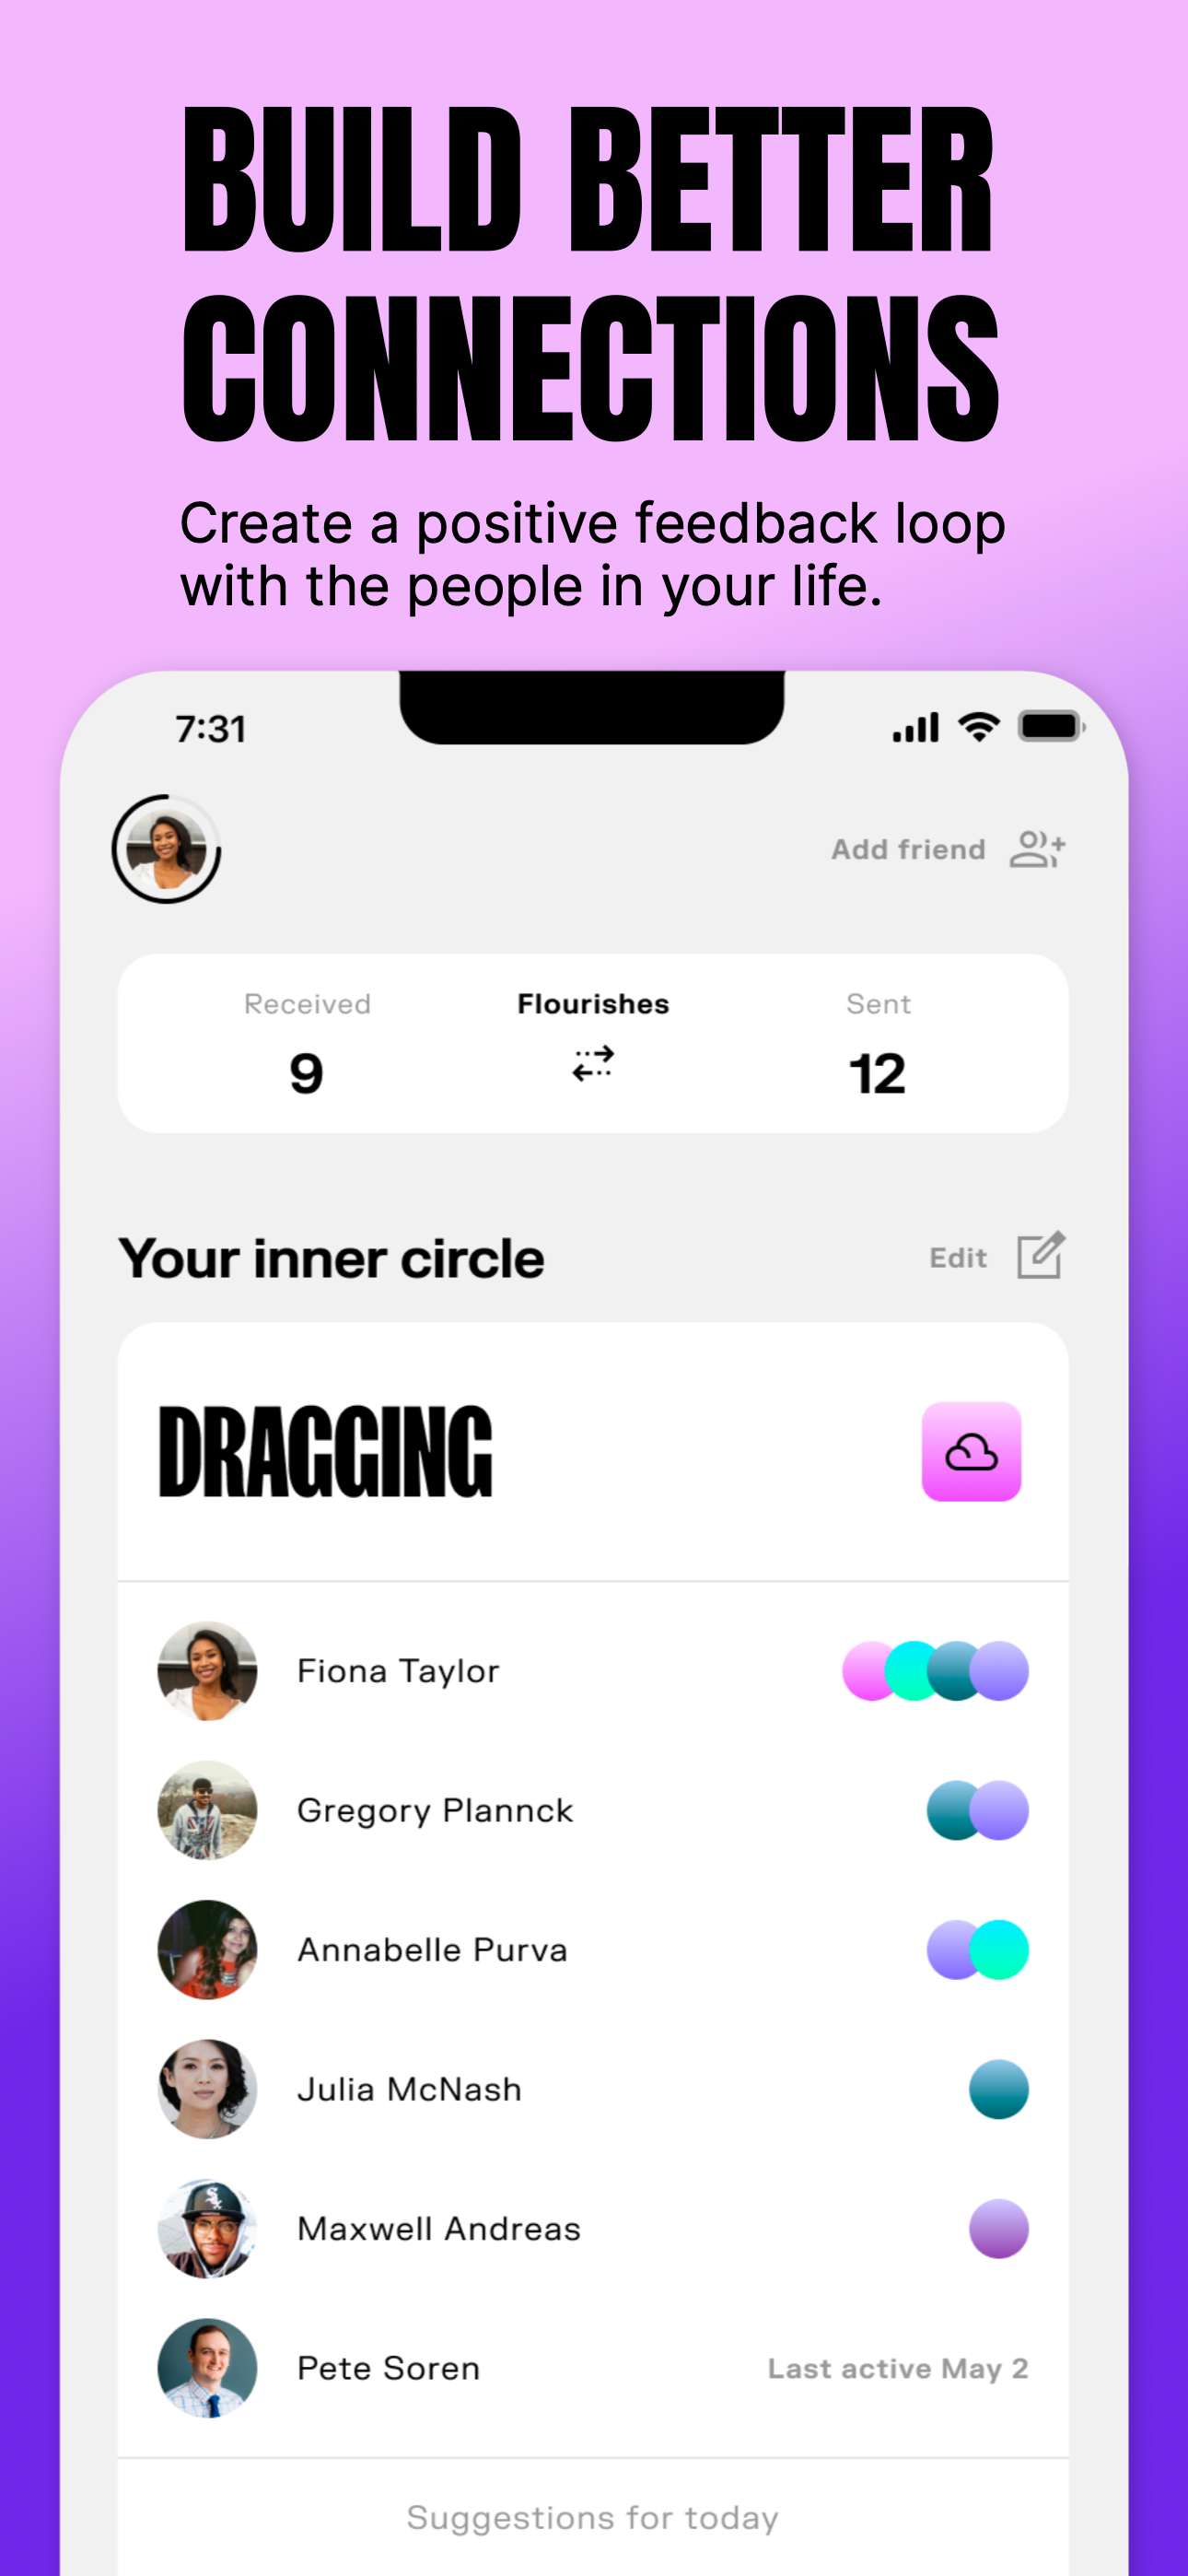 BUILD BETTER
CONNECTIONS
Create a positive feedback loop
with the people in your life.
7:31
Add friend
Received Flourishes Sent
9 12
Your inner circle Edit
DRAGGING
Fiona Taylor
Gregory Plannck
Annabelle Purva
Julia McNash
Maxwell Andreas
Pete Soren Last active May 2
Suggestions for today